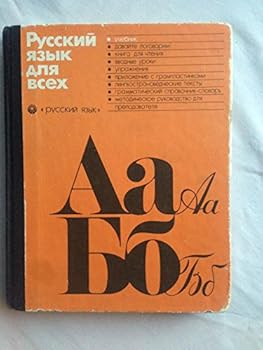 Русский
язык для
всех
«русский язык»
учебник
давайте поговорим!
книга для чтения
вводные уроки
упражнения
приложение с грампластинками
лингвострановедческие тексты
грамматический справочник-словарь
методическое руководство для
преподавателя
Аа Аа
Бб Бб